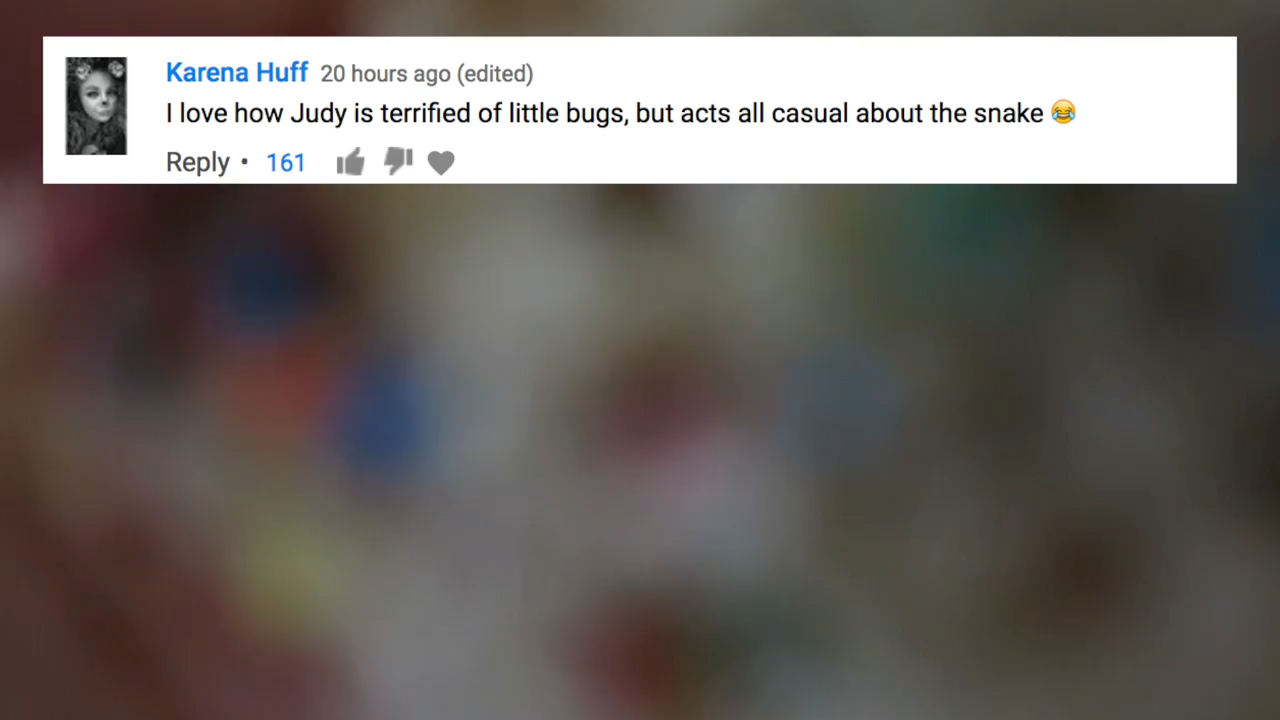 Karena Huff 20 hours ago (edited)
I love how Judy is terrified of little bugs, but acts all casual about the snake 😂
Reply • 161